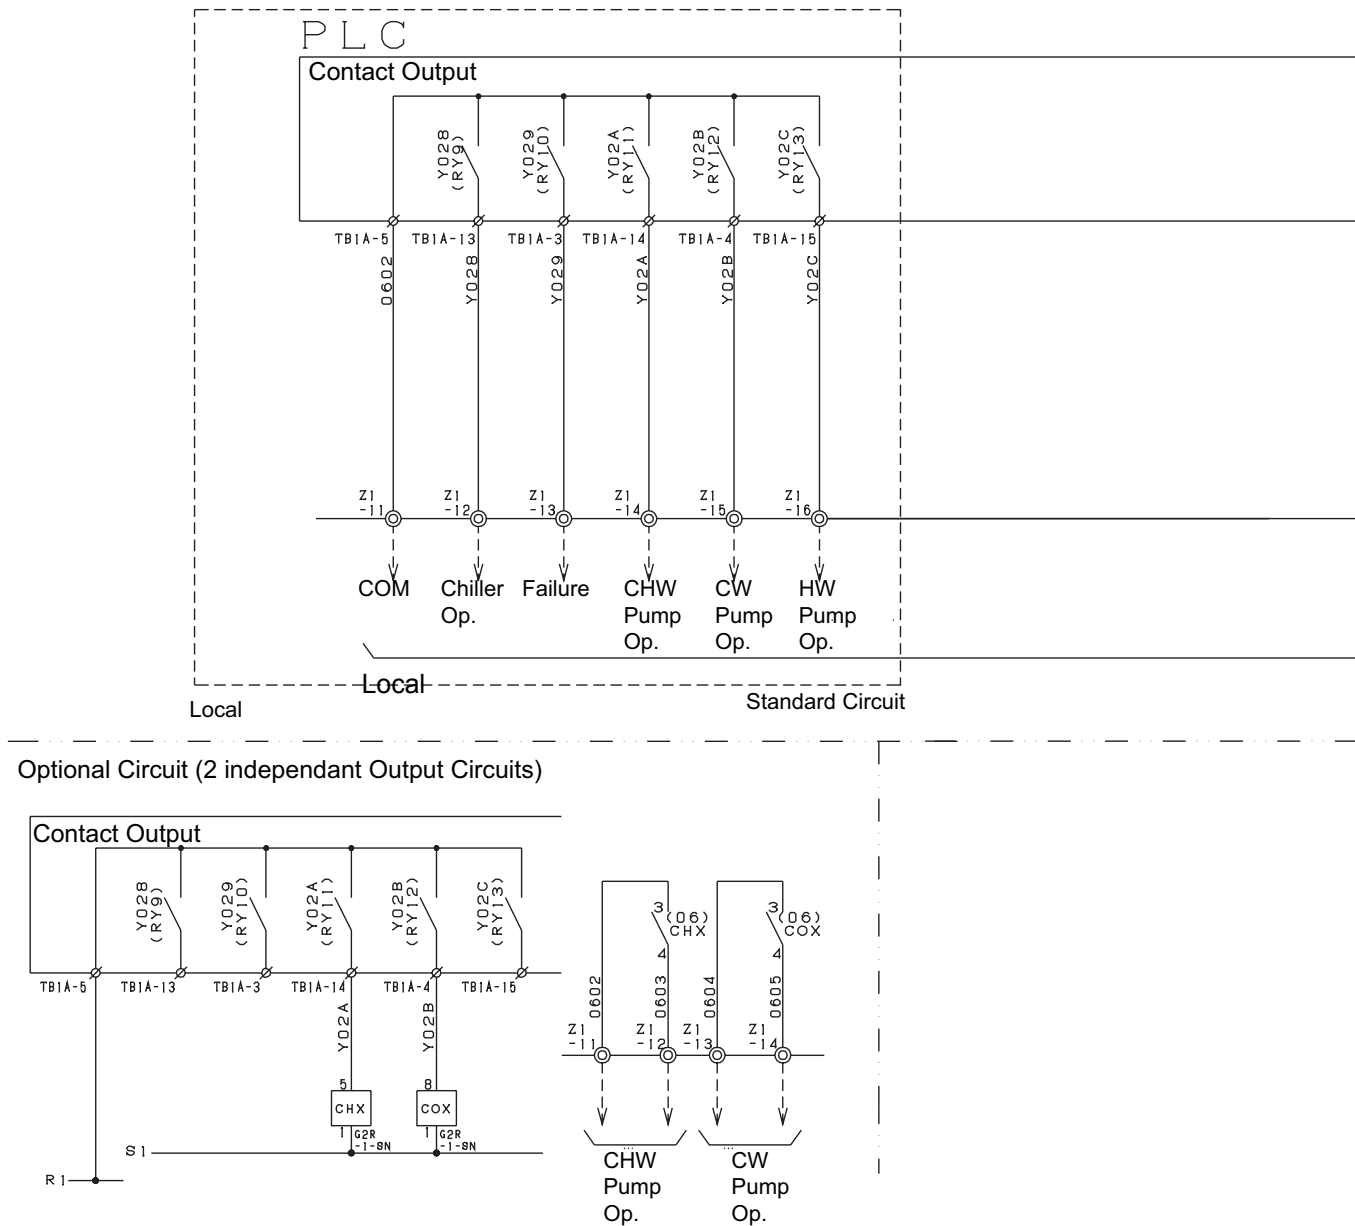 PLC
Contact Output
Y028
(RY9)
Y029
(RY10)
Y02A
(RY11)
Y02B
(RY12)
Y02C
(RY13)
TB1A-5
TB1A-13
TB1A-3
TB1A-14
TB1A-4
TB1A-15
0602
Y028
Y029
Y02A
Y02B
Y02C
Z1
-11
Z1
-12
Z1
-13
Z1
-14
Z1
-15
Z1
-16
COM
Chiller
Op.
Failure
CHW
Pump
Op.
CW
Pump
Op.
HW
Pump
Op.
Local
Local
Standard Circuit
Optional Circuit (2 independant Output Circuits)
Contact Output
Y028
(RY9)
Y029
(RY10)
Y02A
(RY11)
Y02B
(RY12)
Y02C
(RY13)
TB1A-5
TB1A-13
TB1A-3
TB1A-14
TB1A-4
TB1A-15
Y02A
Y02B
5
CHX
1
G2R
-1-SN
8
COX
1
G2R
-1-SN
S1
R1
3
(06)
CHX
4
3
(06)
COX
4
0602
0603
0604
0605
Z1
-11
Z1
-12
Z1
-13
Z1
-14
CHW
Pump
Op.
CW
Pump
Op.